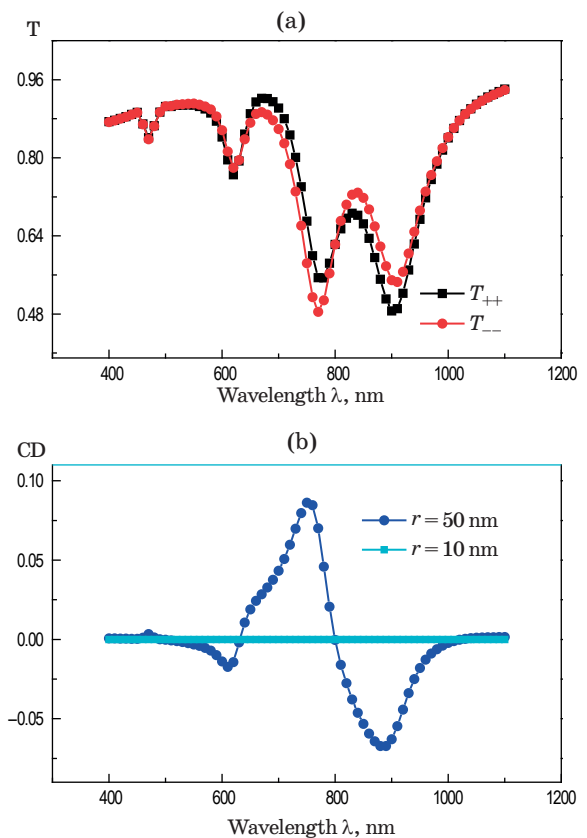 (a)
T
0.96
0.80
0.64
0.48
T++
T−−
400 600 800 1000 1200
Wavelength λ, nm
(b)
CD
0.10
0.05
0.00
−0.05
r = 50 nm
r = 10 nm
400 600 800 1000 1200
Wavelength λ, nm